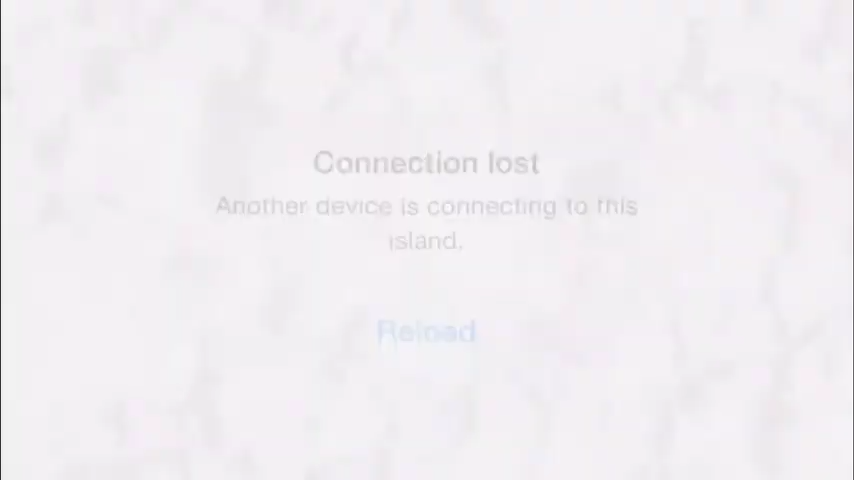 Connection lost
Another device is connecting to this
island.
Reload